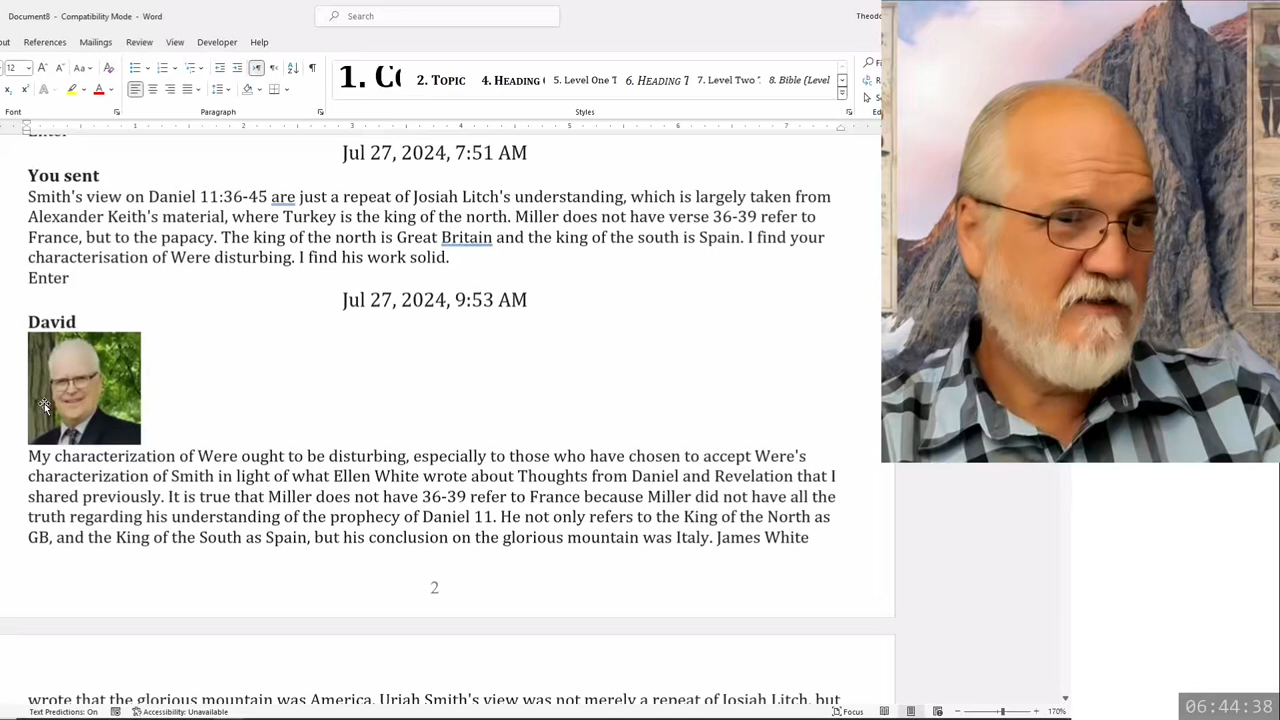 Document8 - Compatibility Mode - Word
Search
Theodo
out References Mailings Review View Developer Help
12
Aa
1. Co
2. TOPIC
4. HEADING
5. Level One
6. HEADING
7. Level Two
8. Bible (Level
Font
Paragraph
Styles
1 2 3 4 5 6 7
Enter
Jul 27, 2024, 7:51 AM
You sent
Smith's view on Daniel 11:36-45 are just a repeat of Josiah Litch's understanding, which is largely taken from
Alexander Keith's material, where Turkey is the king of the north. Miller does not have verse 36-39 refer to
France, but to the papacy. The king of the north is Great Britain and the king of the south is Spain. I find your
characterisation of Were disturbing. I find his work solid.
Enter
Jul 27, 2024, 9:53 AM
David
My characterization of Were ought to be disturbing, especially to those who have chosen to accept Were's
characterization of Smith in light of what Ellen White wrote about Thoughts from Daniel and Revelation that I
shared previously. It is true that Miller does not have 36-39 refer to France because Miller did not have all the
truth regarding his understanding of the prophecy of Daniel 11. He not only refers to the King of the North as
GB, and the King of the South as Spain, but his conclusion on the glorious mountain was Italy. James White
2
wrote that the glorious mountain was America. Uriah Smith's view was not merely a repeat of Josiah Litch, but
Text Predictions: On
Accessibility: Unavailable
Focus
170%
06:44:38